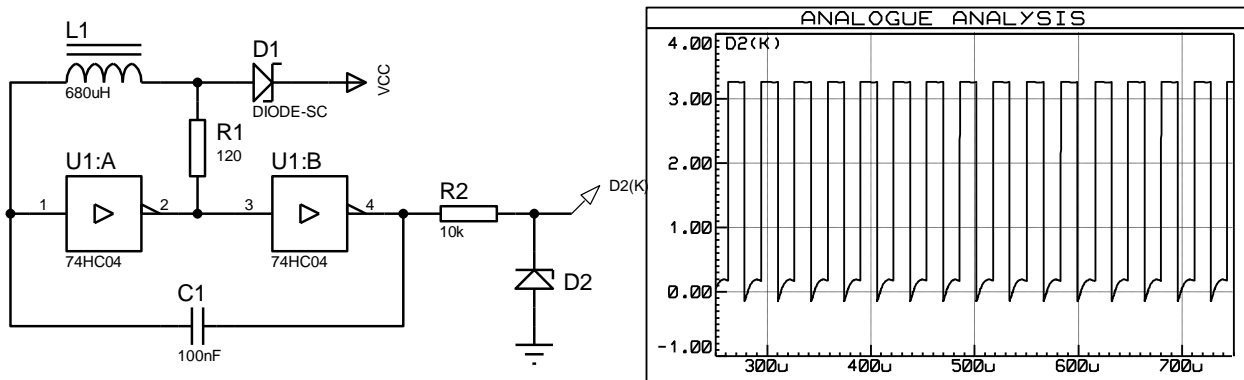 L1
680uH
D1
DIODE-SC
VCC
R1
120
U1:A
1
2
74HC04
U1:B
3
4
74HC04
R2
10k
D2(K)
D2
C1
100nF
ANALOGUE ANALYSIS
D2(K)
4.00
3.00
2.00
1.00
0.00
-1.00
300u 400u 500u 600u 700u